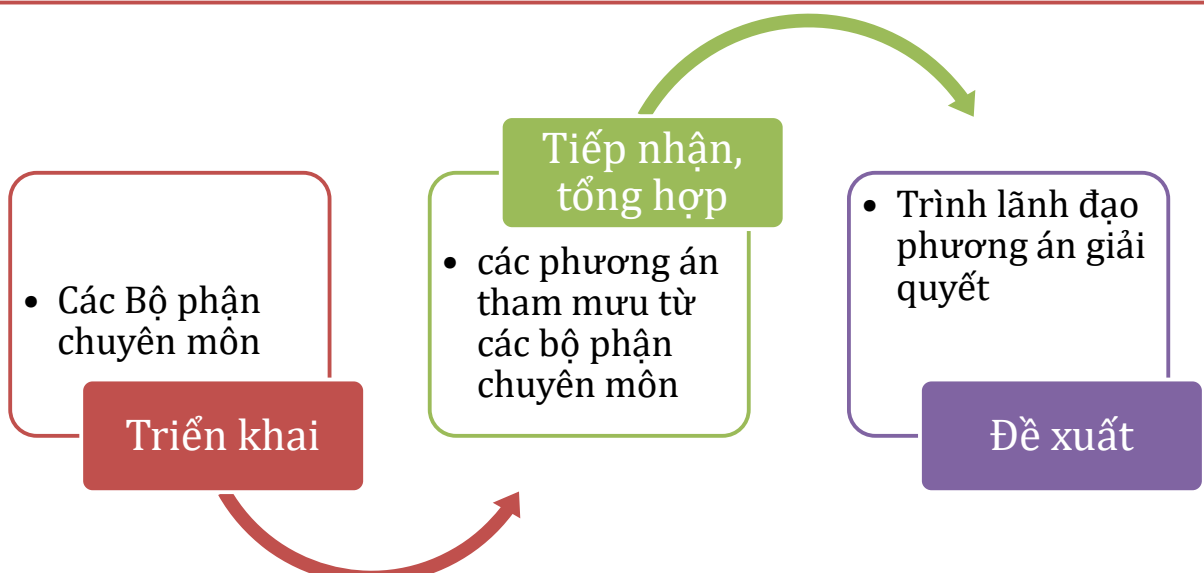 • Các Bộ phận
chuyên môn
Triển khai
Tiếp nhận,
tổng hợp
• các phương án
tham mưu từ
các bộ phận
chuyên môn
• Trình lãnh đạo
phương án giải
quyết
Đề xuất